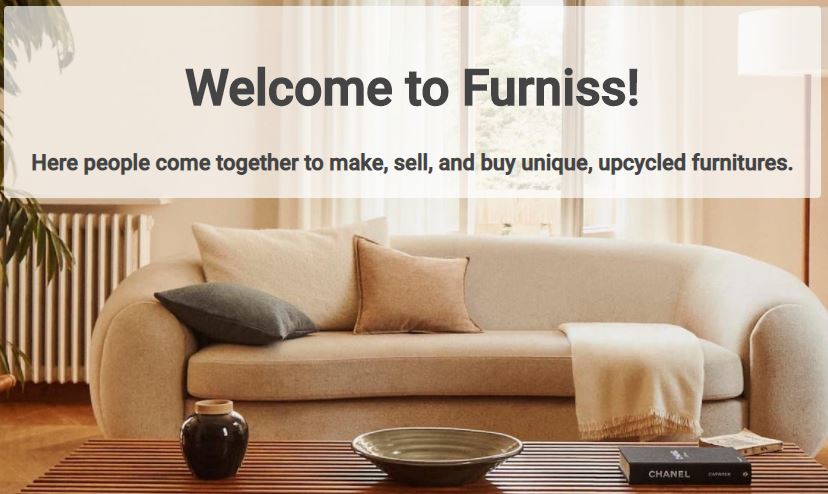 Welcome to Furniss!
Here people come together to make, sell, and buy unique, upcycled furnitures.
CHANEL